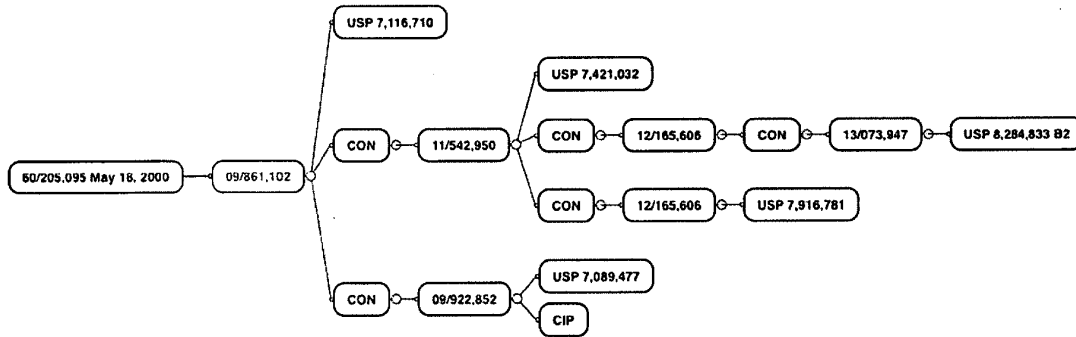 USP 7,116,710
USP 7,421,032
CON
12/165,606
CON
13/073,947
USP 8,284,833 B2
CON
11/542,950
60/205,095 May 18, 2000
09/861,102
CON
12/165,606
USP 7,916,781
USP 7,089,477
CON
09/922,852
CIP